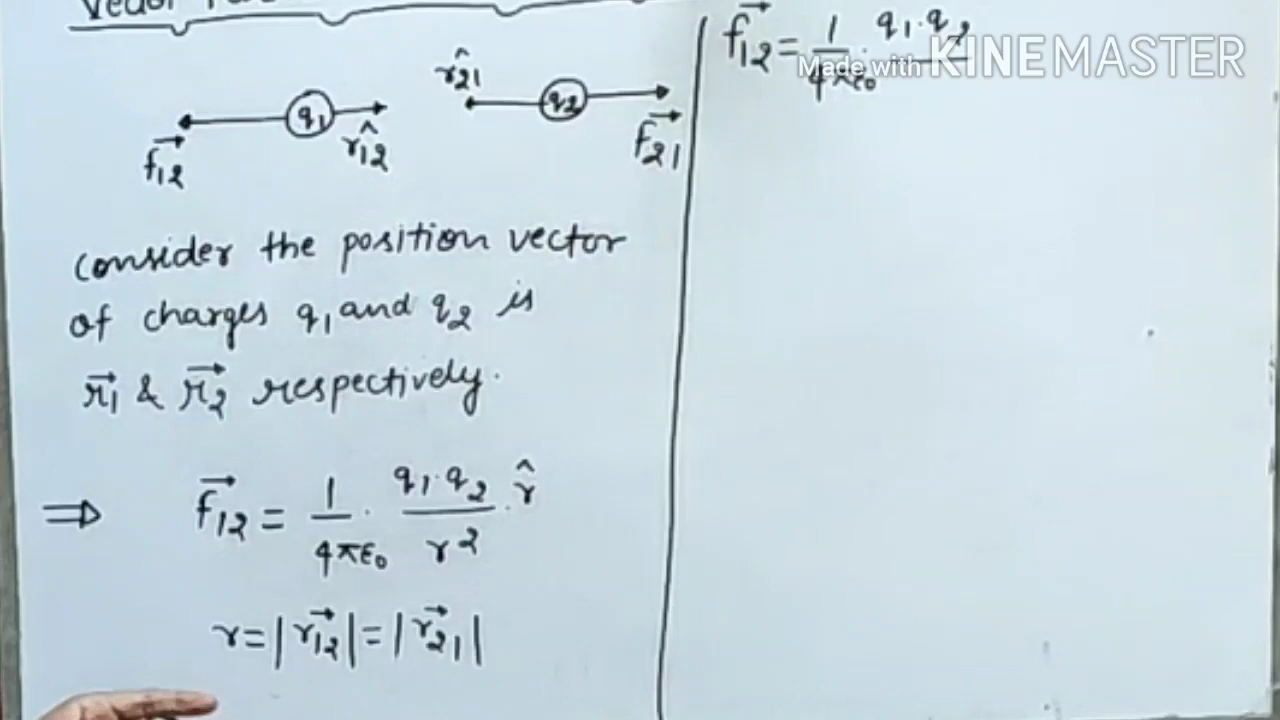 Vector
r̂21
q1
q2
r̂12
f⃗12
F⃗21
Consider the position vector
of charges q1 and q2 is
r⃗1 & r⃗2 respectively.
⇒ f⃗12 = 1/4πε0 · q1·q2/r² · r̂
r = |r⃗12| = |r⃗21|
f⃗12 = 1/4πε0 · q1·q2
Made with KINEMASTER